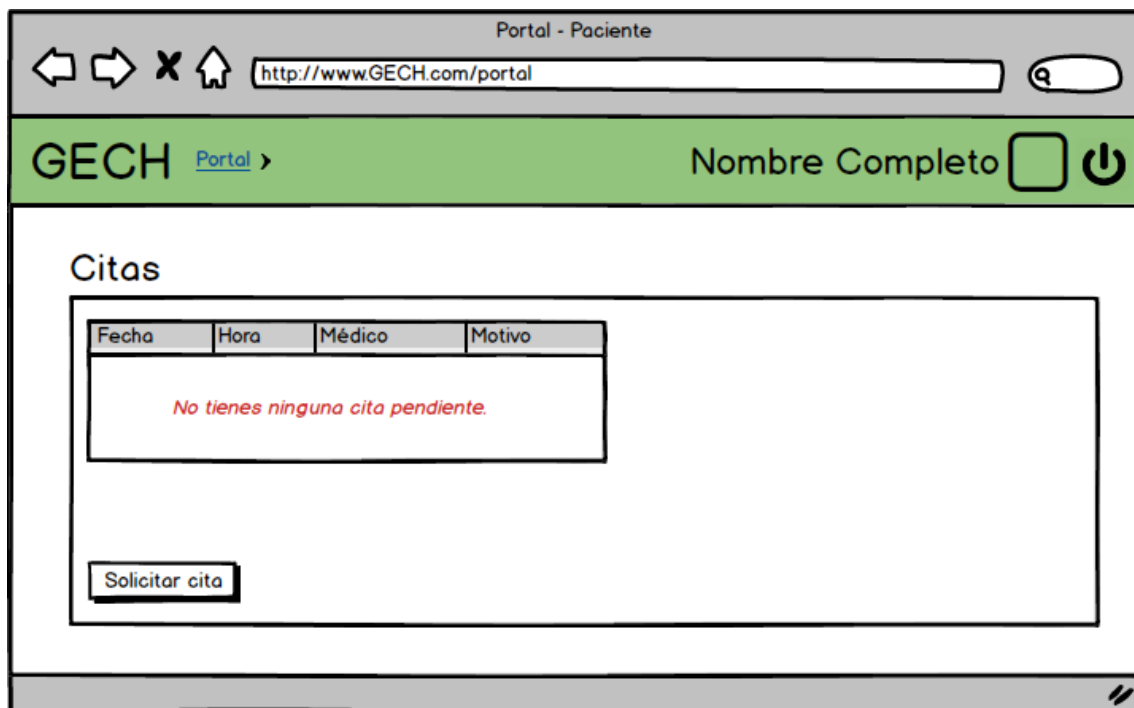 Portal - Paciente
http://www.GECH.com/portal
GECH Portal > Nombre Completo
Citas
Fecha Hora Médico Motivo
No tienes ninguna cita pendiente.
Solicitar cita